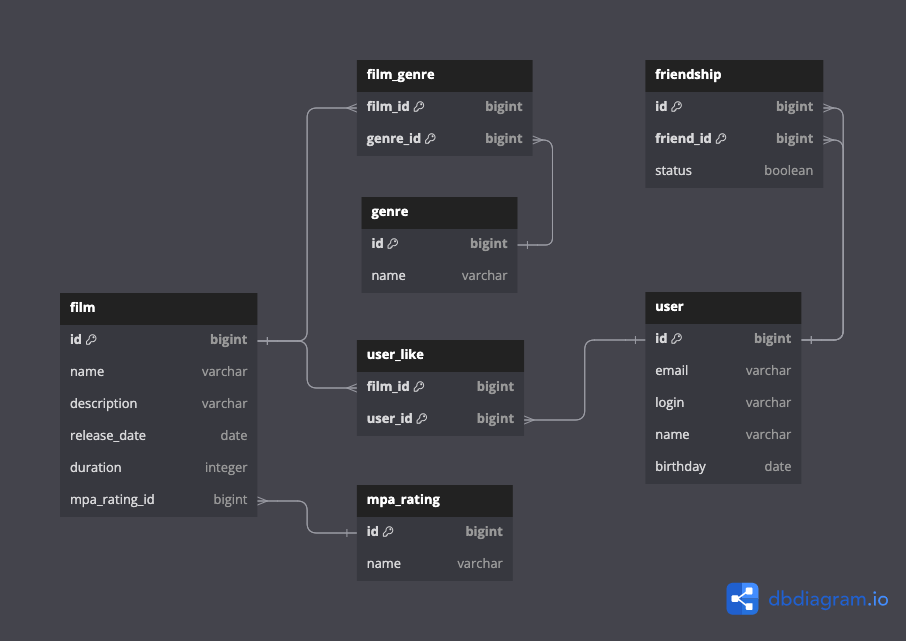 film_genre
film_id bigint
genre_id bigint
genre
id bigint
name varchar
friendship
id bigint
friend_id bigint
status boolean
film
id bigint
name varchar
description varchar
release_date date
duration integer
mpa_rating_id bigint
user_like
film_id bigint
user_id bigint
mpa_rating
id bigint
name varchar
user
id bigint
email varchar
login varchar
name varchar
birthday date
dbdiagram.io